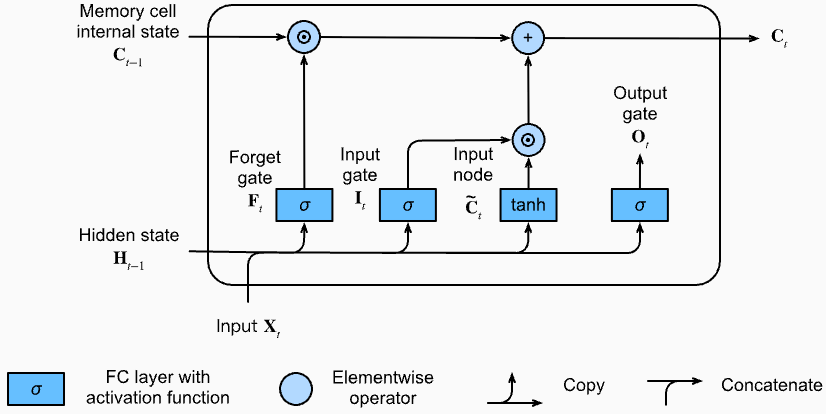 Memory cell
internal state
C_{t−1}
⊙
+
C_t
Output
gate
O_t
⊙
Forget
gate
F_t
Input
gate
I_t
Input
node
C̃_t
σ
σ
tanh
σ
Hidden state
H_{t−1}
Input X_t
σ
FC layer with
activation function
Elementwise
operator
Copy
Concatenate